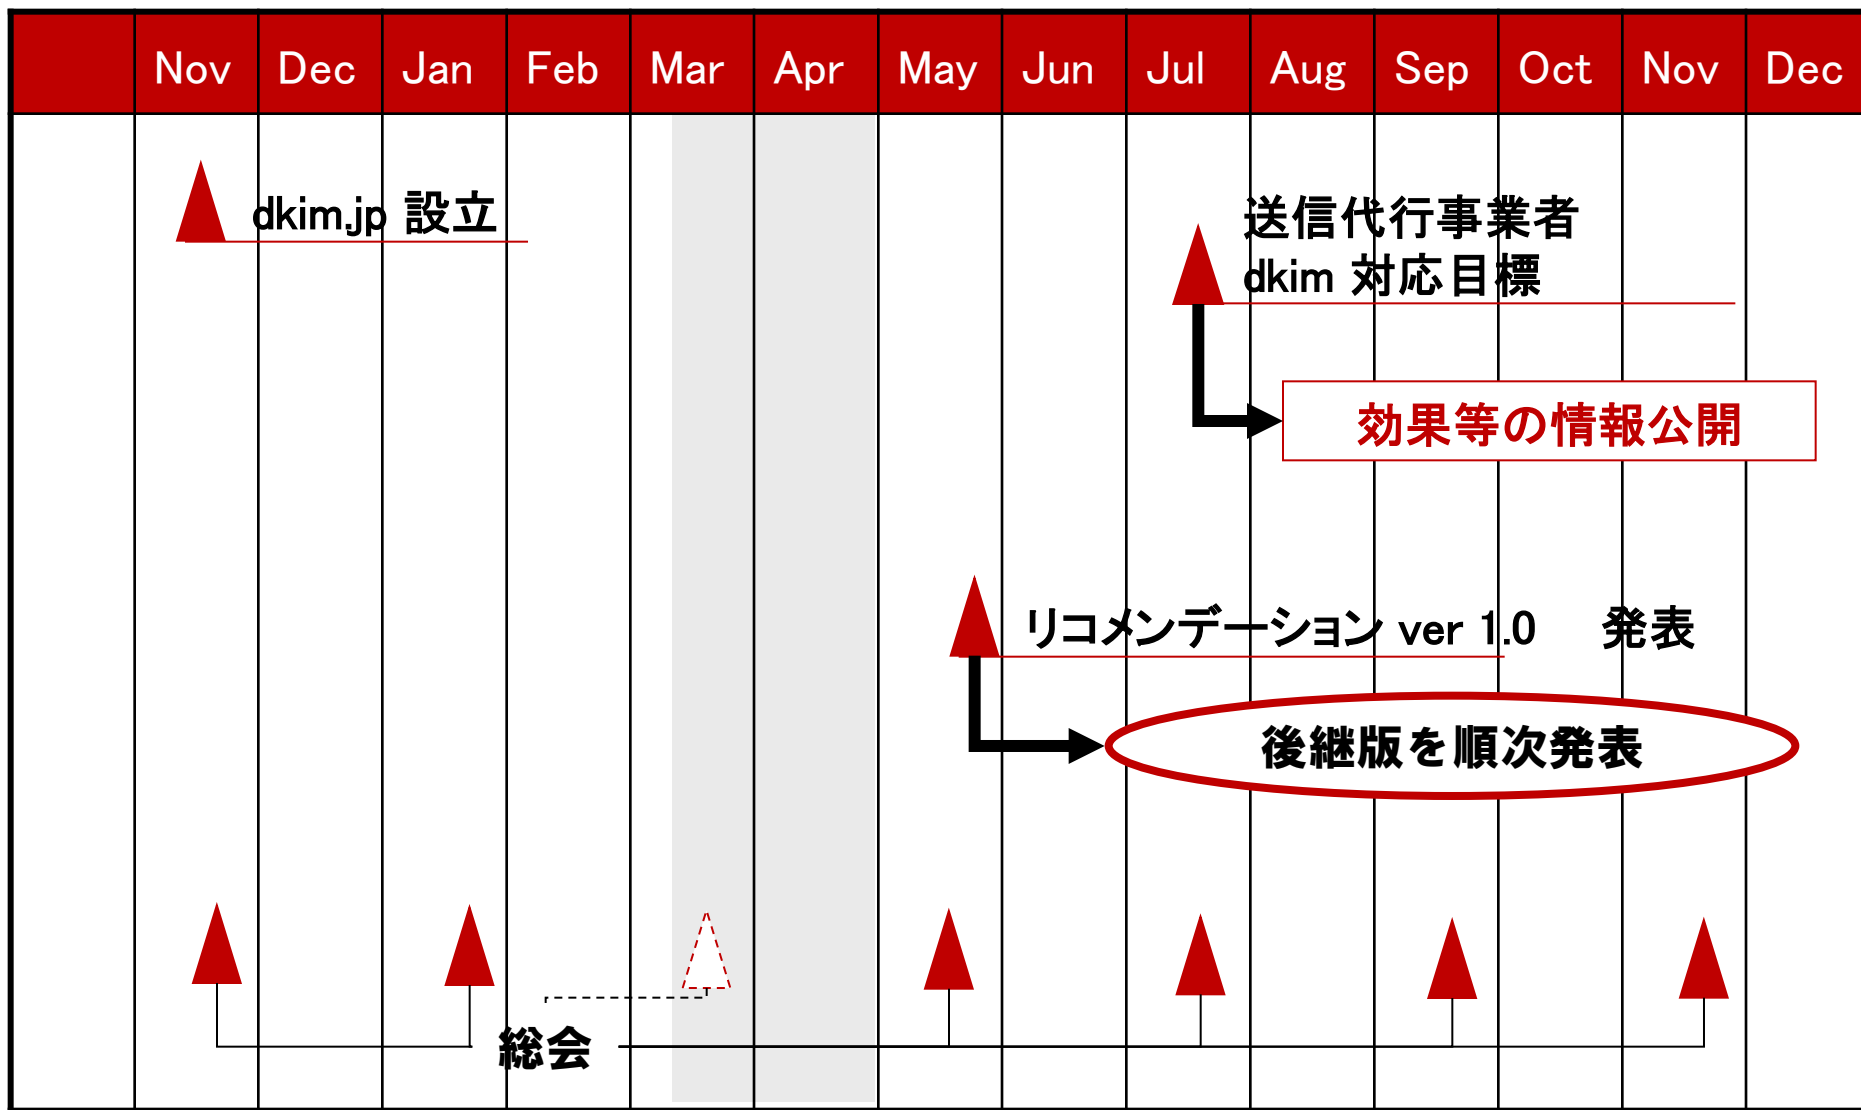 Nov Dec Jan Feb Mar Apr May Jun Jul Aug Sep Oct Nov Dec
dkim.jp 設立
送信代行事業者
dkim 対応目標
効果等の情報公開
リコメンデーション ver 1.0 発表
後継版を順次発表
総会